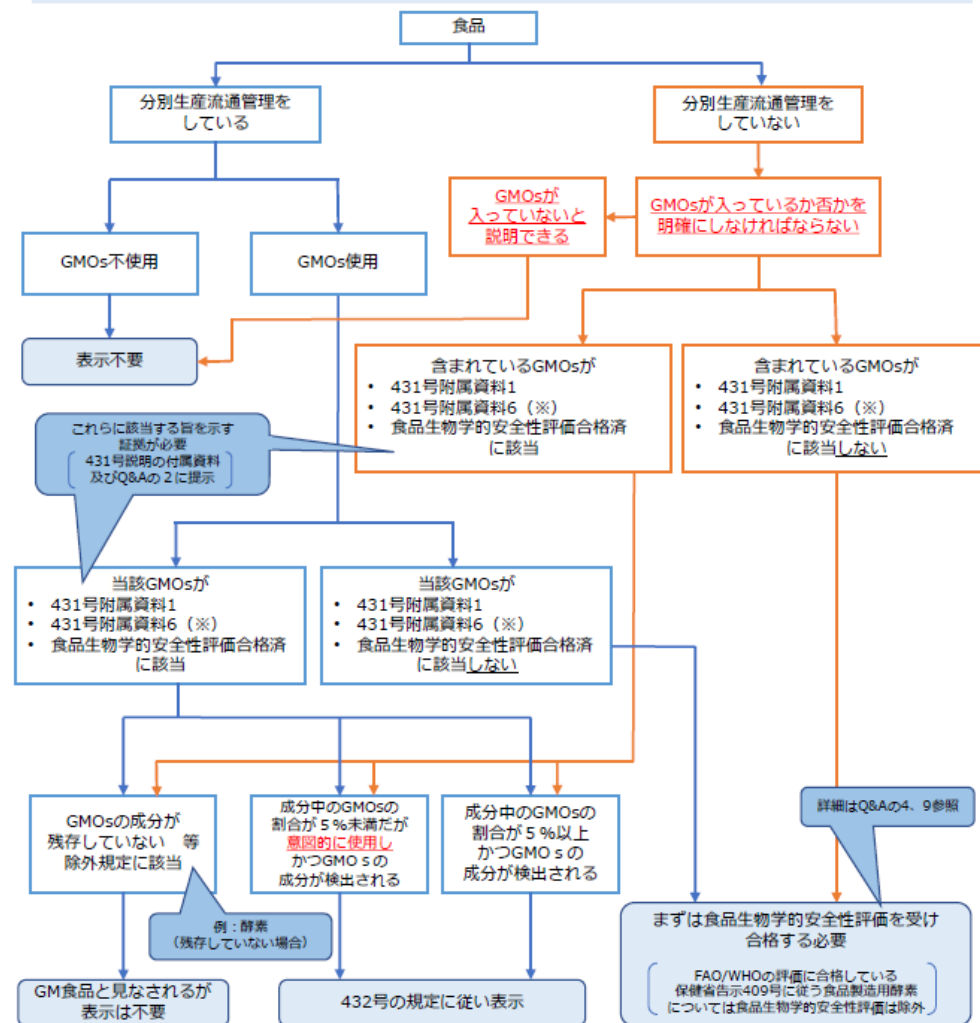 食品
分別生産流通管理を
している
分別生産流通管理を
していない
GMOsが
入っていないと
説明できる
GMOsが入っているか否かを
明確にしなければならない
GMOs不使用
GMOs使用
表示不要
含まれているGMOsが
• 431号附属資料1
• 431号附属資料6（※）
• 食品生物学的安全性評価合格済
に該当
含まれているGMOsが
• 431号附属資料1
• 431号附属資料6（※）
• 食品生物学的安全性評価合格済
に該当しない
これらに該当する旨を示す
証拠が必要
431号説明の付属資料
及びQ&Aの２に提示
当該GMOsが
• 431号附属資料1
• 431号附属資料6（※）
• 食品生物学的安全性評価合格済
に該当
当該GMOsが
• 431号附属資料1
• 431号附属資料6（※）
• 食品生物学的安全性評価合格済
に該当しない
GMOsの成分が
残存していない　等
除外規定に該当
成分中のGMOsの
割合が５%未満だが
意図的に使用し
かつGMOｓの
成分が検出される
成分中のGMOsの
割合が５%以上
かつGMOｓの
成分が検出される
詳細はQ&Aの4、9参照
例：酵素
（残存していない場合）
まずは食品生物学的安全性評価を受け
合格する必要
FAO/WHOの評価に合格している
保健省告示409号に従う食品製造用酵素
については食品生物学的安全性評価は除外
GM食品と見なされるが
表示は不要
432号の規定に従い表示